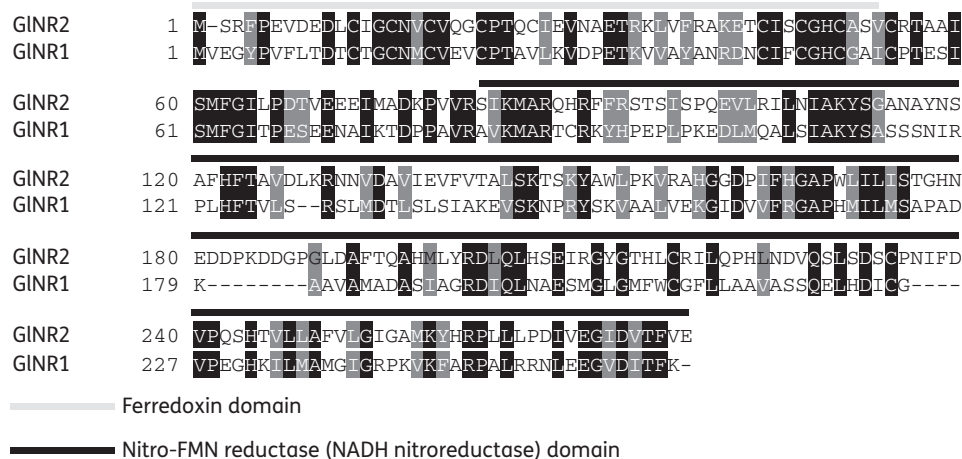 GlNR2 1 M-SRFPEVDEDLCIGCNVCVQGCPTQCIEVNAETRKLVFRAKETCISCGHCASVCRTAAI
GlNR1 1 MVEGYPVFLTDTCTGCNMCVEVCPTAVLKVDPETKVVAYANRDNCIFCGHCGAICPTESI
GlNR2 60 SMFGILPDTVEEEIMADKPVVRSIKMARQHRFFRSTSISPQEVLRILNIAKYSGANAYNS
GlNR1 61 SMFGITPESEENAIKTDPPAVRAVKMARTCRKYHPEPLPKEDLMQALSIAKYSASSSNIR
GlNR2 120 AFHFTAVDLKRNNVDAVIEVFVTALSKTSKYAWLPKVRAHGGDPIFHGAPWLILISTGHN
GlNR1 121 PLHFTVLS--RSLMDTLSLSIAKEVSKNPRYSKVAALVEKGIDVVFRGAPHMILMSAPAD
GlNR2 180 EDDPKDDGPGLDAFTQAHMLYRDLQLHSEIRGYGTHLCRILQPHLNDVQSLSDSCPNIFD
GlNR1 179 K--------AAVAMADASIAGRDIQLNAESMGLGMFWCGFLLAAVASSQELHDICG----
GlNR2 240 VPQSHTVLLAFVLGIGAMKYHRPLLLPDIVEGIDVTFVE
GlNR1 227 VPEGHKILMAMGIGRPKVKFARPALRRNLEEGVDITFK-
Ferredoxin domain
Nitro-FMN reductase (NADH nitroreductase) domain